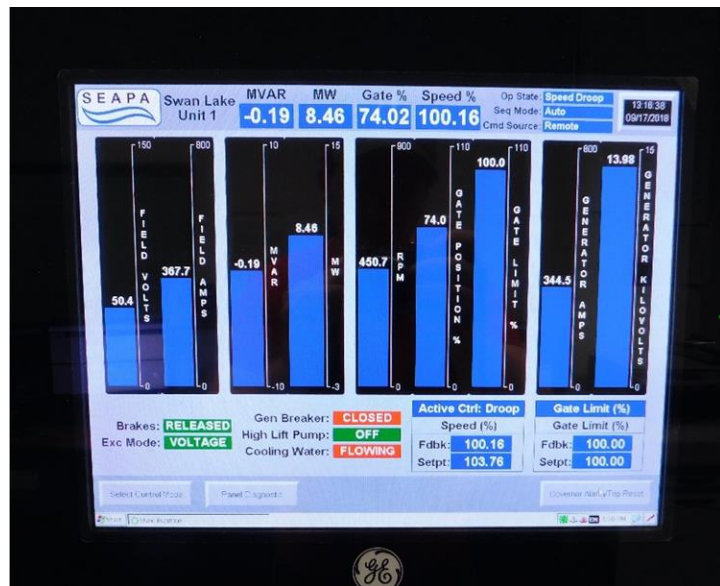 SEAPA
Swan Lake
Unit 1
MVAR MW Gate % Speed %
-0.19 8.46 74.02 100.16
Op State: Speed Droop
Seq Mode: Auto
Cmd Source: Remote
13:16:38
09/17/2018
150 800 10 15 900 110 110 800 15
50.4 367.7 -0.19 8.46 450.7 74.0 100.0 344.5 13.98
FIELD VOLTS
FIELD AMPS
MVAR
MW
RPM
GATE POSITION %
GATE LIMIT %
GENERATOR AMPS
GENERATOR KILOVOLTS
0 0 -10 -3 0 0 0 0 0
Brakes: RELEASED
Exc Mode: VOLTAGE
Gen Breaker: CLOSED
High Lift Pump: OFF
Cooling Water: FLOWING
Active Ctrl: Droop
Speed (%)
Fdbk: 100.16
Setpt: 103.76
Gate Limit (%)
Gate Limit (%)
Fdbk: 100.00
Setpt: 100.00
Select Control Mode
Panel Diagnostic
Governor Alarm/Trip Reset
GE